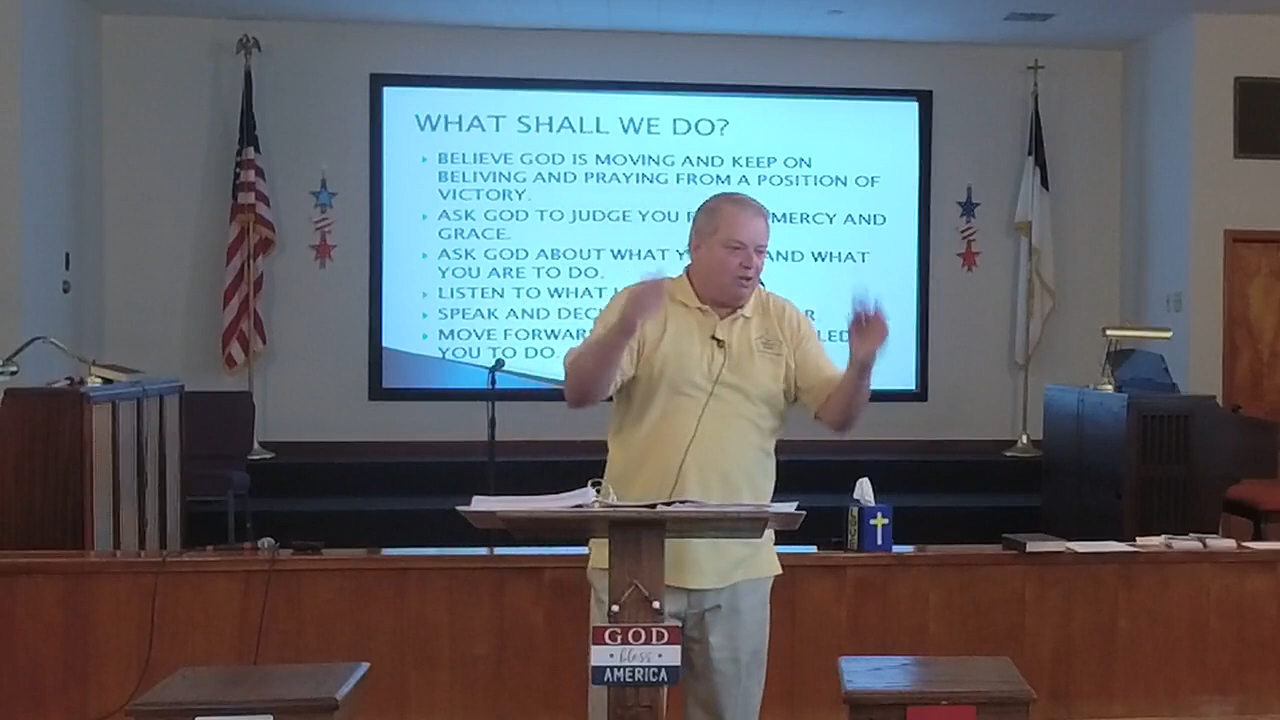 WHAT SHALL WE DO?
BELIEVE GOD IS MOVING AND KEEP ON
BELIVING AND PRAYING FROM A POSITION OF
VICTORY.
ASK GOD TO JUDGE YOU MERCY AND
GRACE.
ASK GOD ABOUT WHAT AND WHAT
YOU ARE TO DO.
LISTEN TO WHAT
SPEAK AND
MOVE
YOU TO DO.
GOD
bless
AMERICA